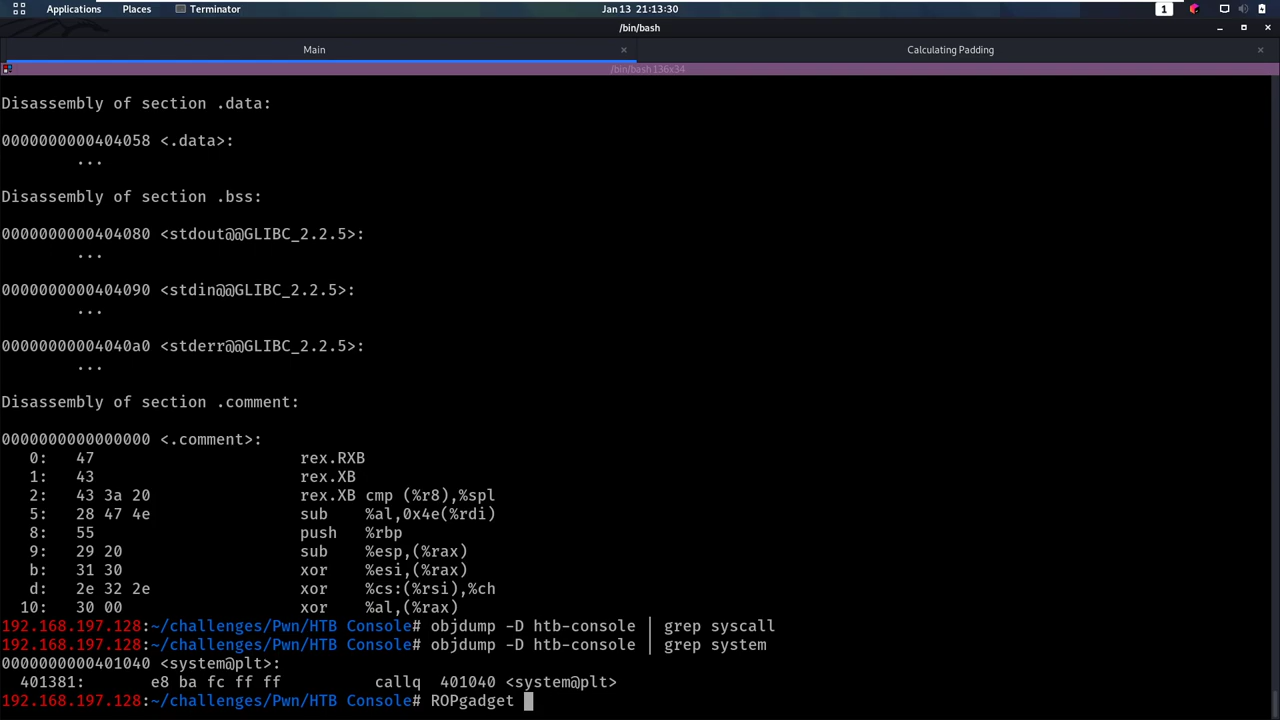 Applications Places Terminator Jan 13 21:13:30 1
/bin/bash
Main × Calculating Padding ×
/bin/bash 136x34
Disassembly of section .data:
0000000000404058 <.data>:
...
Disassembly of section .bss:
0000000000404080 <stdout@@GLIBC_2.2.5>:
...
0000000000404090 <stdin@@GLIBC_2.2.5>:
...
00000000004040a0 <stderr@@GLIBC_2.2.5>:
...
Disassembly of section .comment:
0000000000000000 <.comment>:
0: 47 rex.RXB
1: 43 rex.XB
2: 43 3a 20 rex.XB cmp (%r8),%spl
5: 28 47 4e sub %al,0x4e(%rdi)
8: 55 push %rbp
9: 29 20 sub %esp,(%rax)
b: 31 30 xor %esi,(%rax)
d: 2e 32 2e xor %cs:(%rsi),%ch
10: 30 00 xor %al,(%rax)
192.168.197.128:~/challenges/Pwn/HTB Console# objdump -D htb-console | grep syscall
192.168.197.128:~/challenges/Pwn/HTB Console# objdump -D htb-console | grep system
0000000000401040 <system@plt>:
401381: e8 ba fc ff ff callq 401040 <system@plt>
192.168.197.128:~/challenges/Pwn/HTB Console# ROPgadget